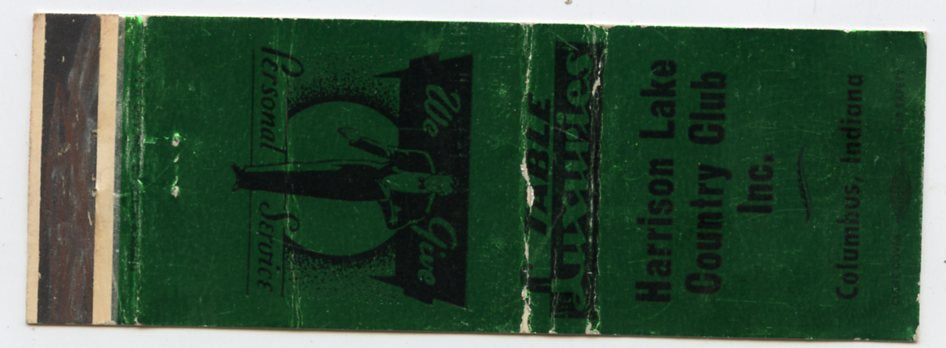 Harrison Lake
Country Club
Inc.
Columbus, Indiana
TABLE
We Give
Personal Service